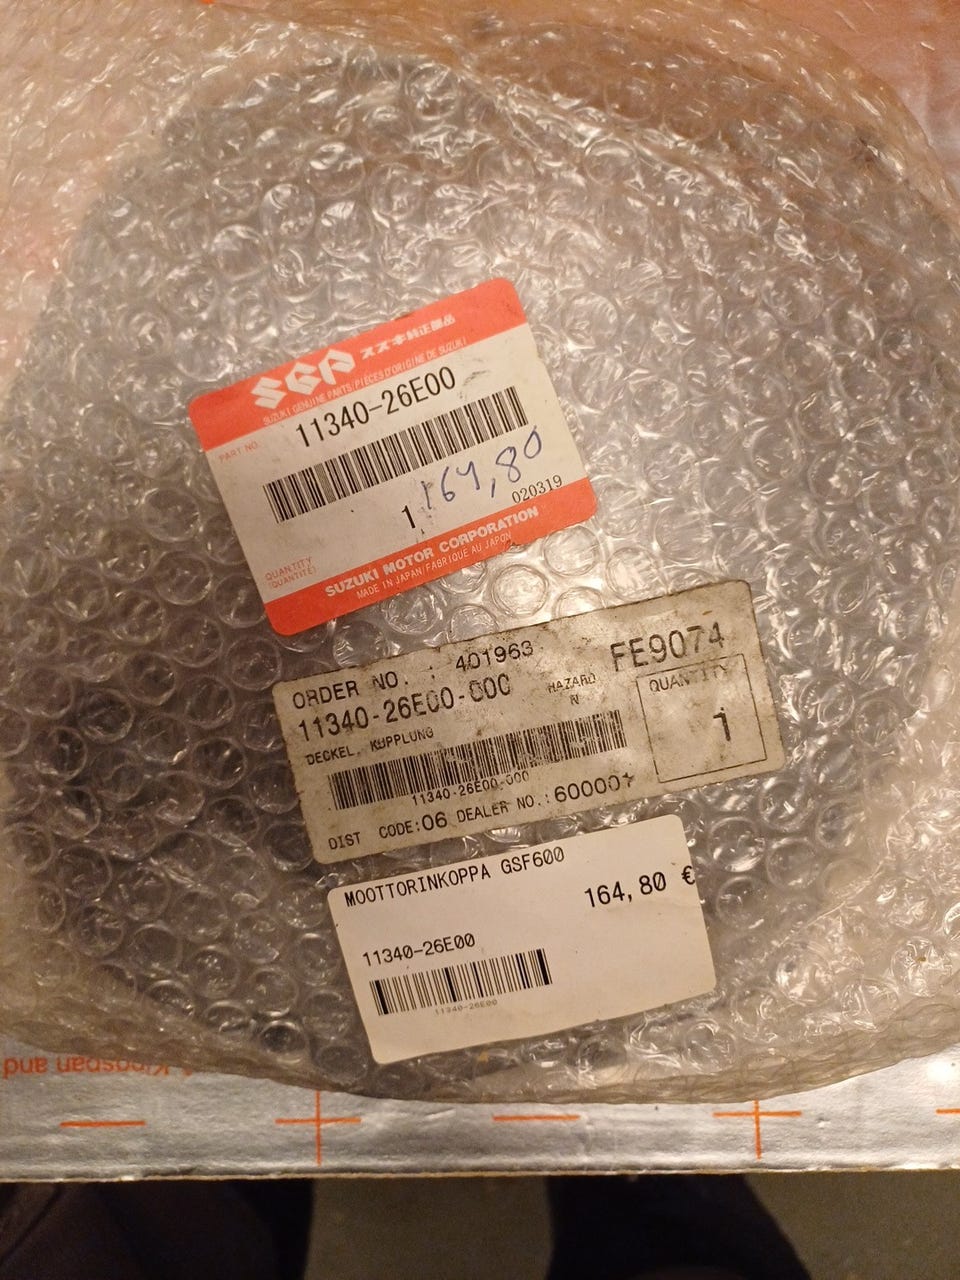 SGP スズキ純正部品
SUZUKI GENUINE PARTS/PIÈCES D'ORIGINE DE SUZUKI
PART NO. 11340-26E00
164,80
1
020319
QUANTITY
(QUANTITÉ)
SUZUKI MOTOR CORPORATION
MADE IN JAPAN/FABRIQUÉ AU JAPON
ORDER NO. : 401963 FE9074
11340-26E00-000 HAZARD QUANTITY
N
DECKEL, KUPPLUNG
1
11340-26E00-000
DIST CODE:06 DEALER NO.:600001
MOOTTORINKOPPA GSF600
164,80 €
11340-26E00
11340-26E00
Kingspan and